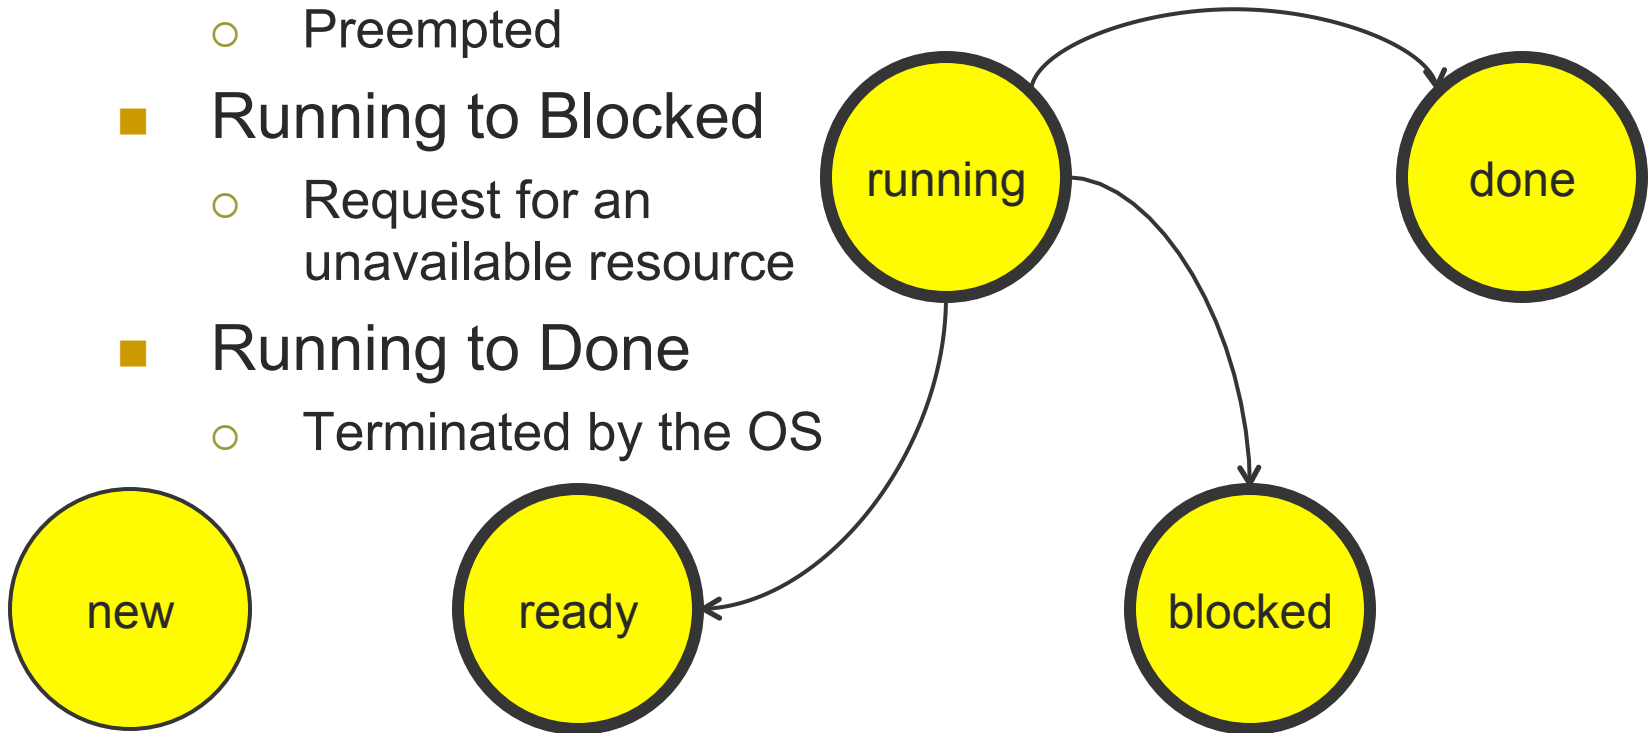 Preempted
Running to Blocked
Request for an
unavailable resource
Running to Done
Terminated by the OS
running
done
new
ready
blocked